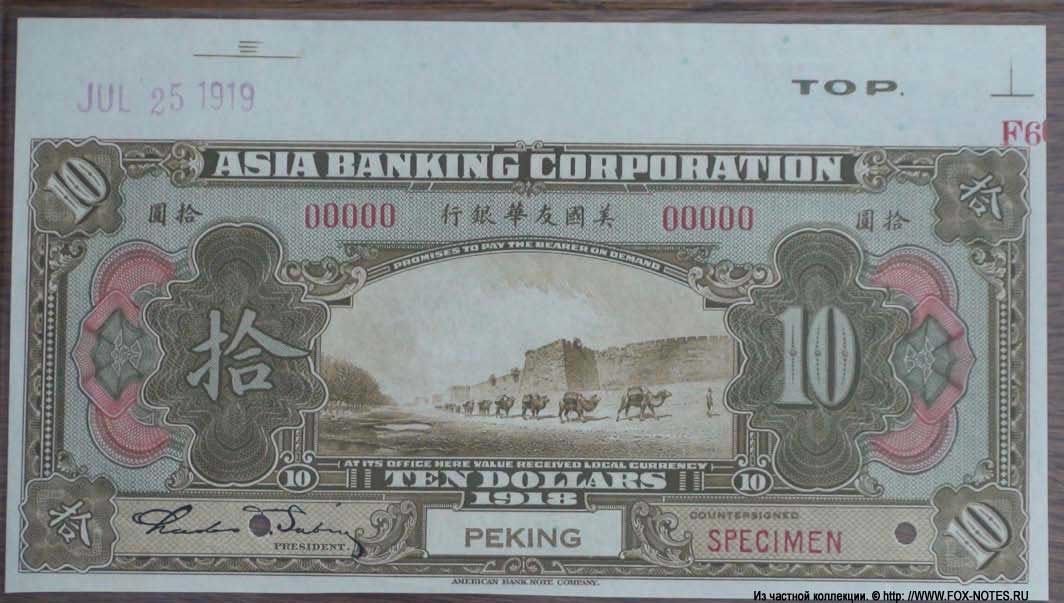 三
JUL 25 1919
TOP.
F60
10 ASIA BANKING CORPORATION 拾
圓拾 00000 行銀華友國美 00000 圓拾
PROMISES TO PAY THE BEARER ON DEMAND
拾 10
(AT ITS OFFICE HERE VALUE RECEIVED LOCAL CURRENCY)
10 TEN DOLLARS 10
1918
拾 PRESIDENT. PEKING COUNTERSIGNED SPECIMEN 10
AMERICAN BANK NOTE COMPANY.
Из частной коллекции. © http: //WWW.FOX-NOTES.RU